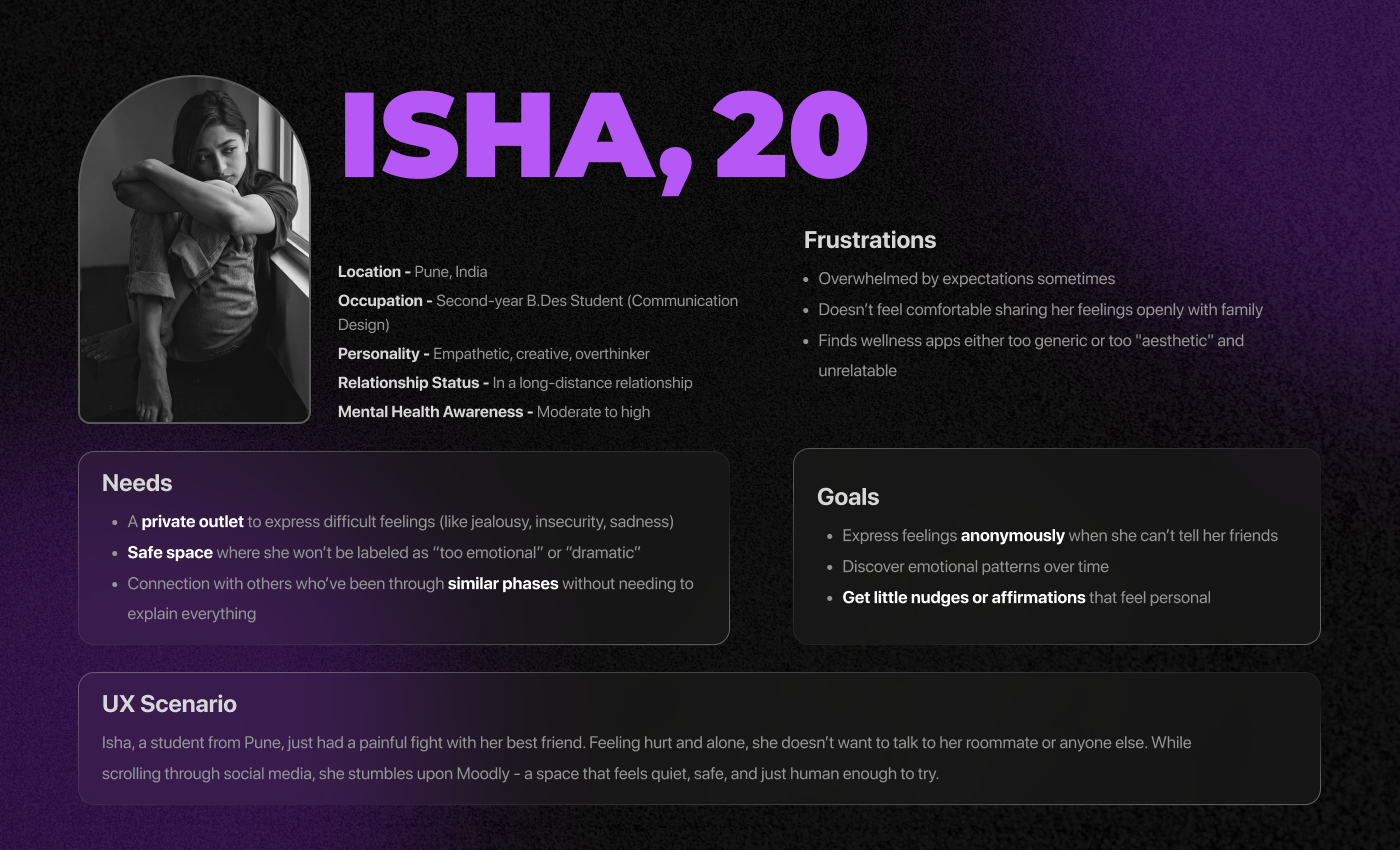 ISHA, 20
Location - Pune, India
Occupation - Second-year B.Des Student (Communication
Design)
Personality - Empathetic, creative, overthinker
Relationship Status - In a long-distance relationship
Mental Health Awareness - Moderate to high
Frustrations
• Overwhelmed by expectations sometimes
• Doesn’t feel comfortable sharing her feelings openly with family
• Finds wellness apps either too generic or too "aesthetic" and
unrelatable
Needs
• A private outlet to express difficult feelings (like jealousy, insecurity, sadness)
• Safe space where she won’t be labeled as “too emotional” or “dramatic”
• Connection with others who’ve been through similar phases without needing to
explain everything
Goals
• Express feelings anonymously when she can’t tell her friends
• Discover emotional patterns over time
• Get little nudges or affirmations that feel personal
UX Scenario
Isha, a student from Pune, just had a painful fight with her best friend. Feeling hurt and alone, she doesn’t want to talk to her roommate or anyone else. While
scrolling through social media, she stumbles upon Moodly - a space that feels quiet, safe, and just human enough to try.